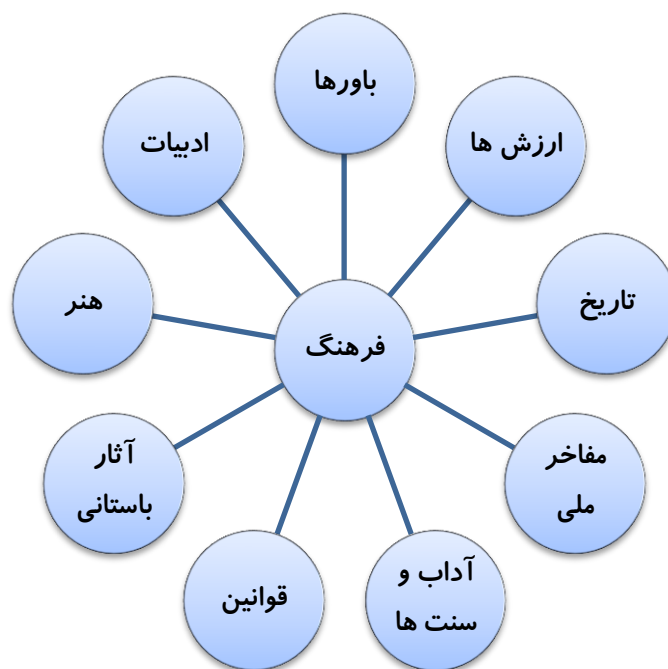 باورها
ارزش ها
تاریخ
مفاخر
ملی
آداب و
سنت ها
قوانین
آثار
باستانی
هنر
ادبیات
فرهنگ